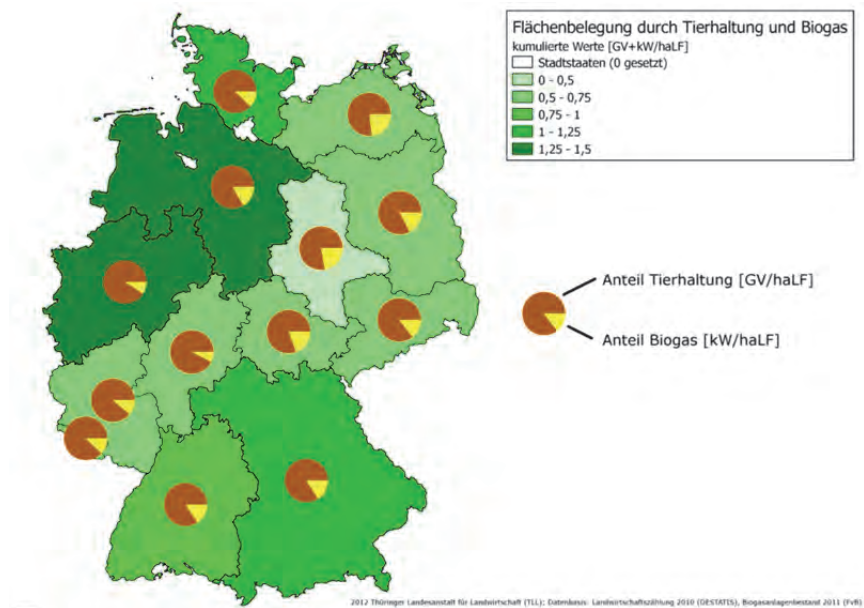 Flächenbelegung durch Tierhaltung und Biogas
kumulierte Werte [GV+kW/haLF]
Stadtstaaten (0 gesetzt)
0 - 0,5
0,5 - 0,75
0,75 - 1
1 - 1,25
1,25 - 1,5
Anteil Tierhaltung [GV/haLF]
Anteil Biogas [kW/haLF]
2012 Thüringer Landesanstalt für Landwirtschaft (TLL); Datenbasis: Landwirtschaftszählung 2010 (DESTATIS), Biogasanlagenbestand 2011 (FvB)